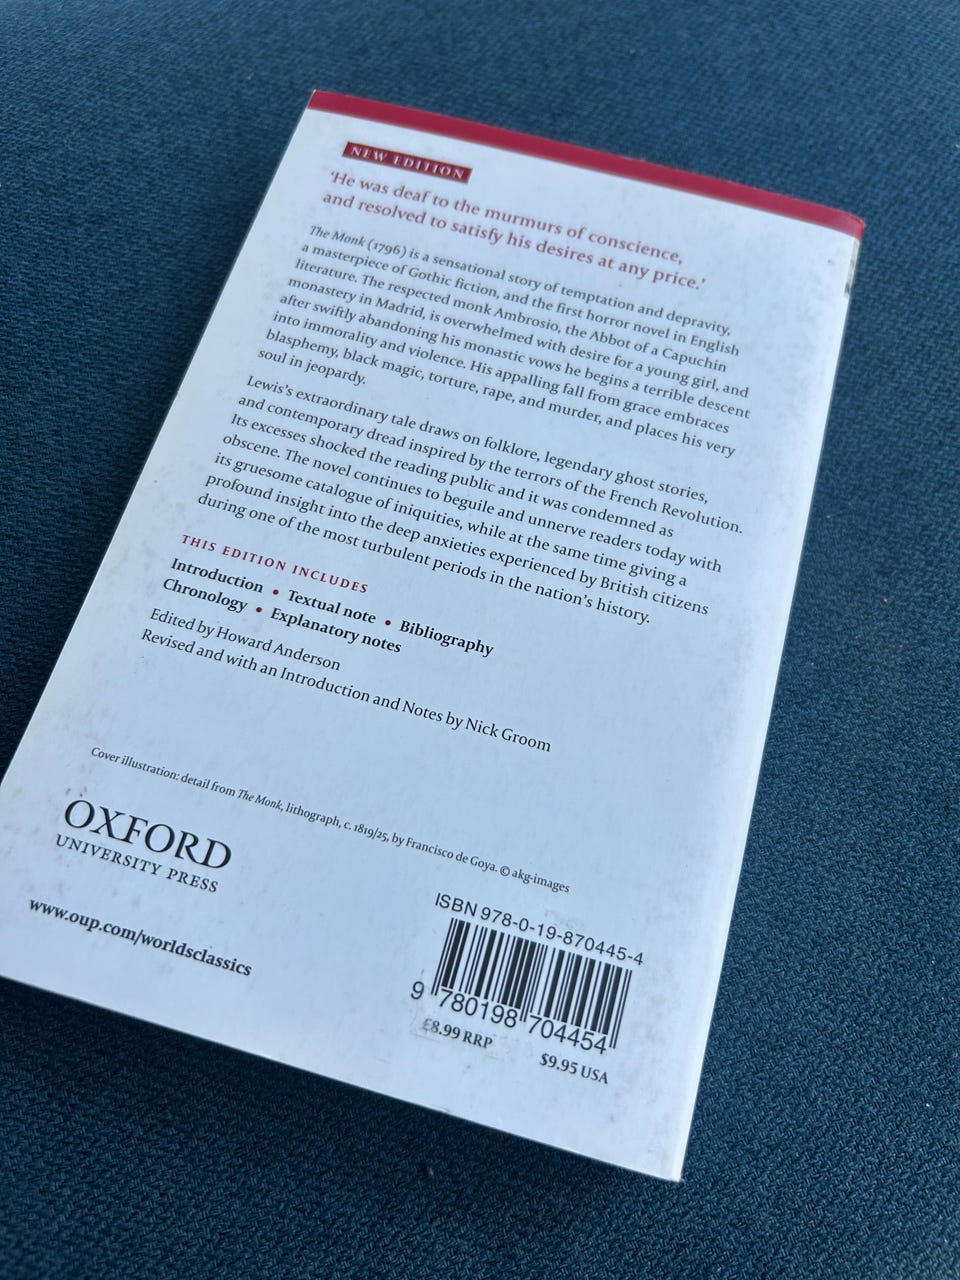 NEW EDITION
‘He was deaf to the murmurs of conscience,
and resolved to satisfy his desires at any price.’
The Monk (1796) is a sensational story of temptation and depravity,
a masterpiece of Gothic fiction, and the first horror novel in English
literature. The respected monk Ambrosio, the Abbot of a Capuchin
monastery in Madrid, is overwhelmed with desire for a young girl, and
after swiftly abandoning his monastic vows he begins a terrible descent
into immorality and violence. His appalling fall from grace embraces
blasphemy, black magic, torture, rape, and murder, and places his very
soul in jeopardy.
Lewis’s extraordinary tale draws on folklore, legendary ghost stories,
and contemporary dread inspired by the terrors of the French Revolution.
Its excesses shocked the reading public and it was condemned as
obscene. The novel continues to beguile and unnerve readers today with
its gruesome catalogue of iniquities, while at the same time giving a
profound insight into the deep anxieties experienced by British citizens
during one of the most turbulent periods in the nation’s history.
THIS EDITION INCLUDES
Introduction • Textual note • Bibliography
Chronology • Explanatory notes
Edited by Howard Anderson
Revised and with an Introduction and Notes by Nick Groom
Cover illustration: detail from The Monk, lithograph, c. 1819/25, by Francisco de Goya. © akg-images
OXFORD
UNIVERSITY PRESS
www.oup.com/worldsclassics
ISBN 978-0-19-870445-4
9 780198 704454
£8.99 RRP
$9.95 USA